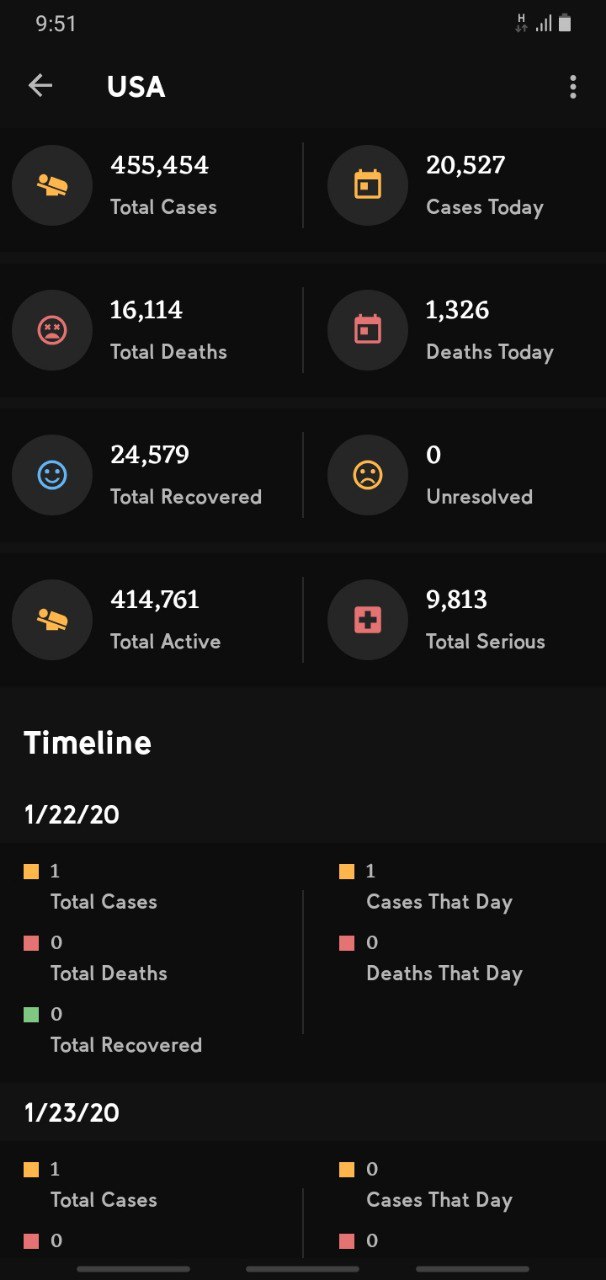 9:51
H
USA
455,454
Total Cases
20,527
Cases Today
16,114
Total Deaths
1,326
Deaths Today
24,579
Total Recovered
0
Unresolved
414,761
Total Active
9,813
Total Serious
Timeline
1/22/20
1
Total Cases
1
Cases That Day
0
Total Deaths
0
Deaths That Day
0
Total Recovered
1/23/20
1
Total Cases
0
Cases That Day
0
0